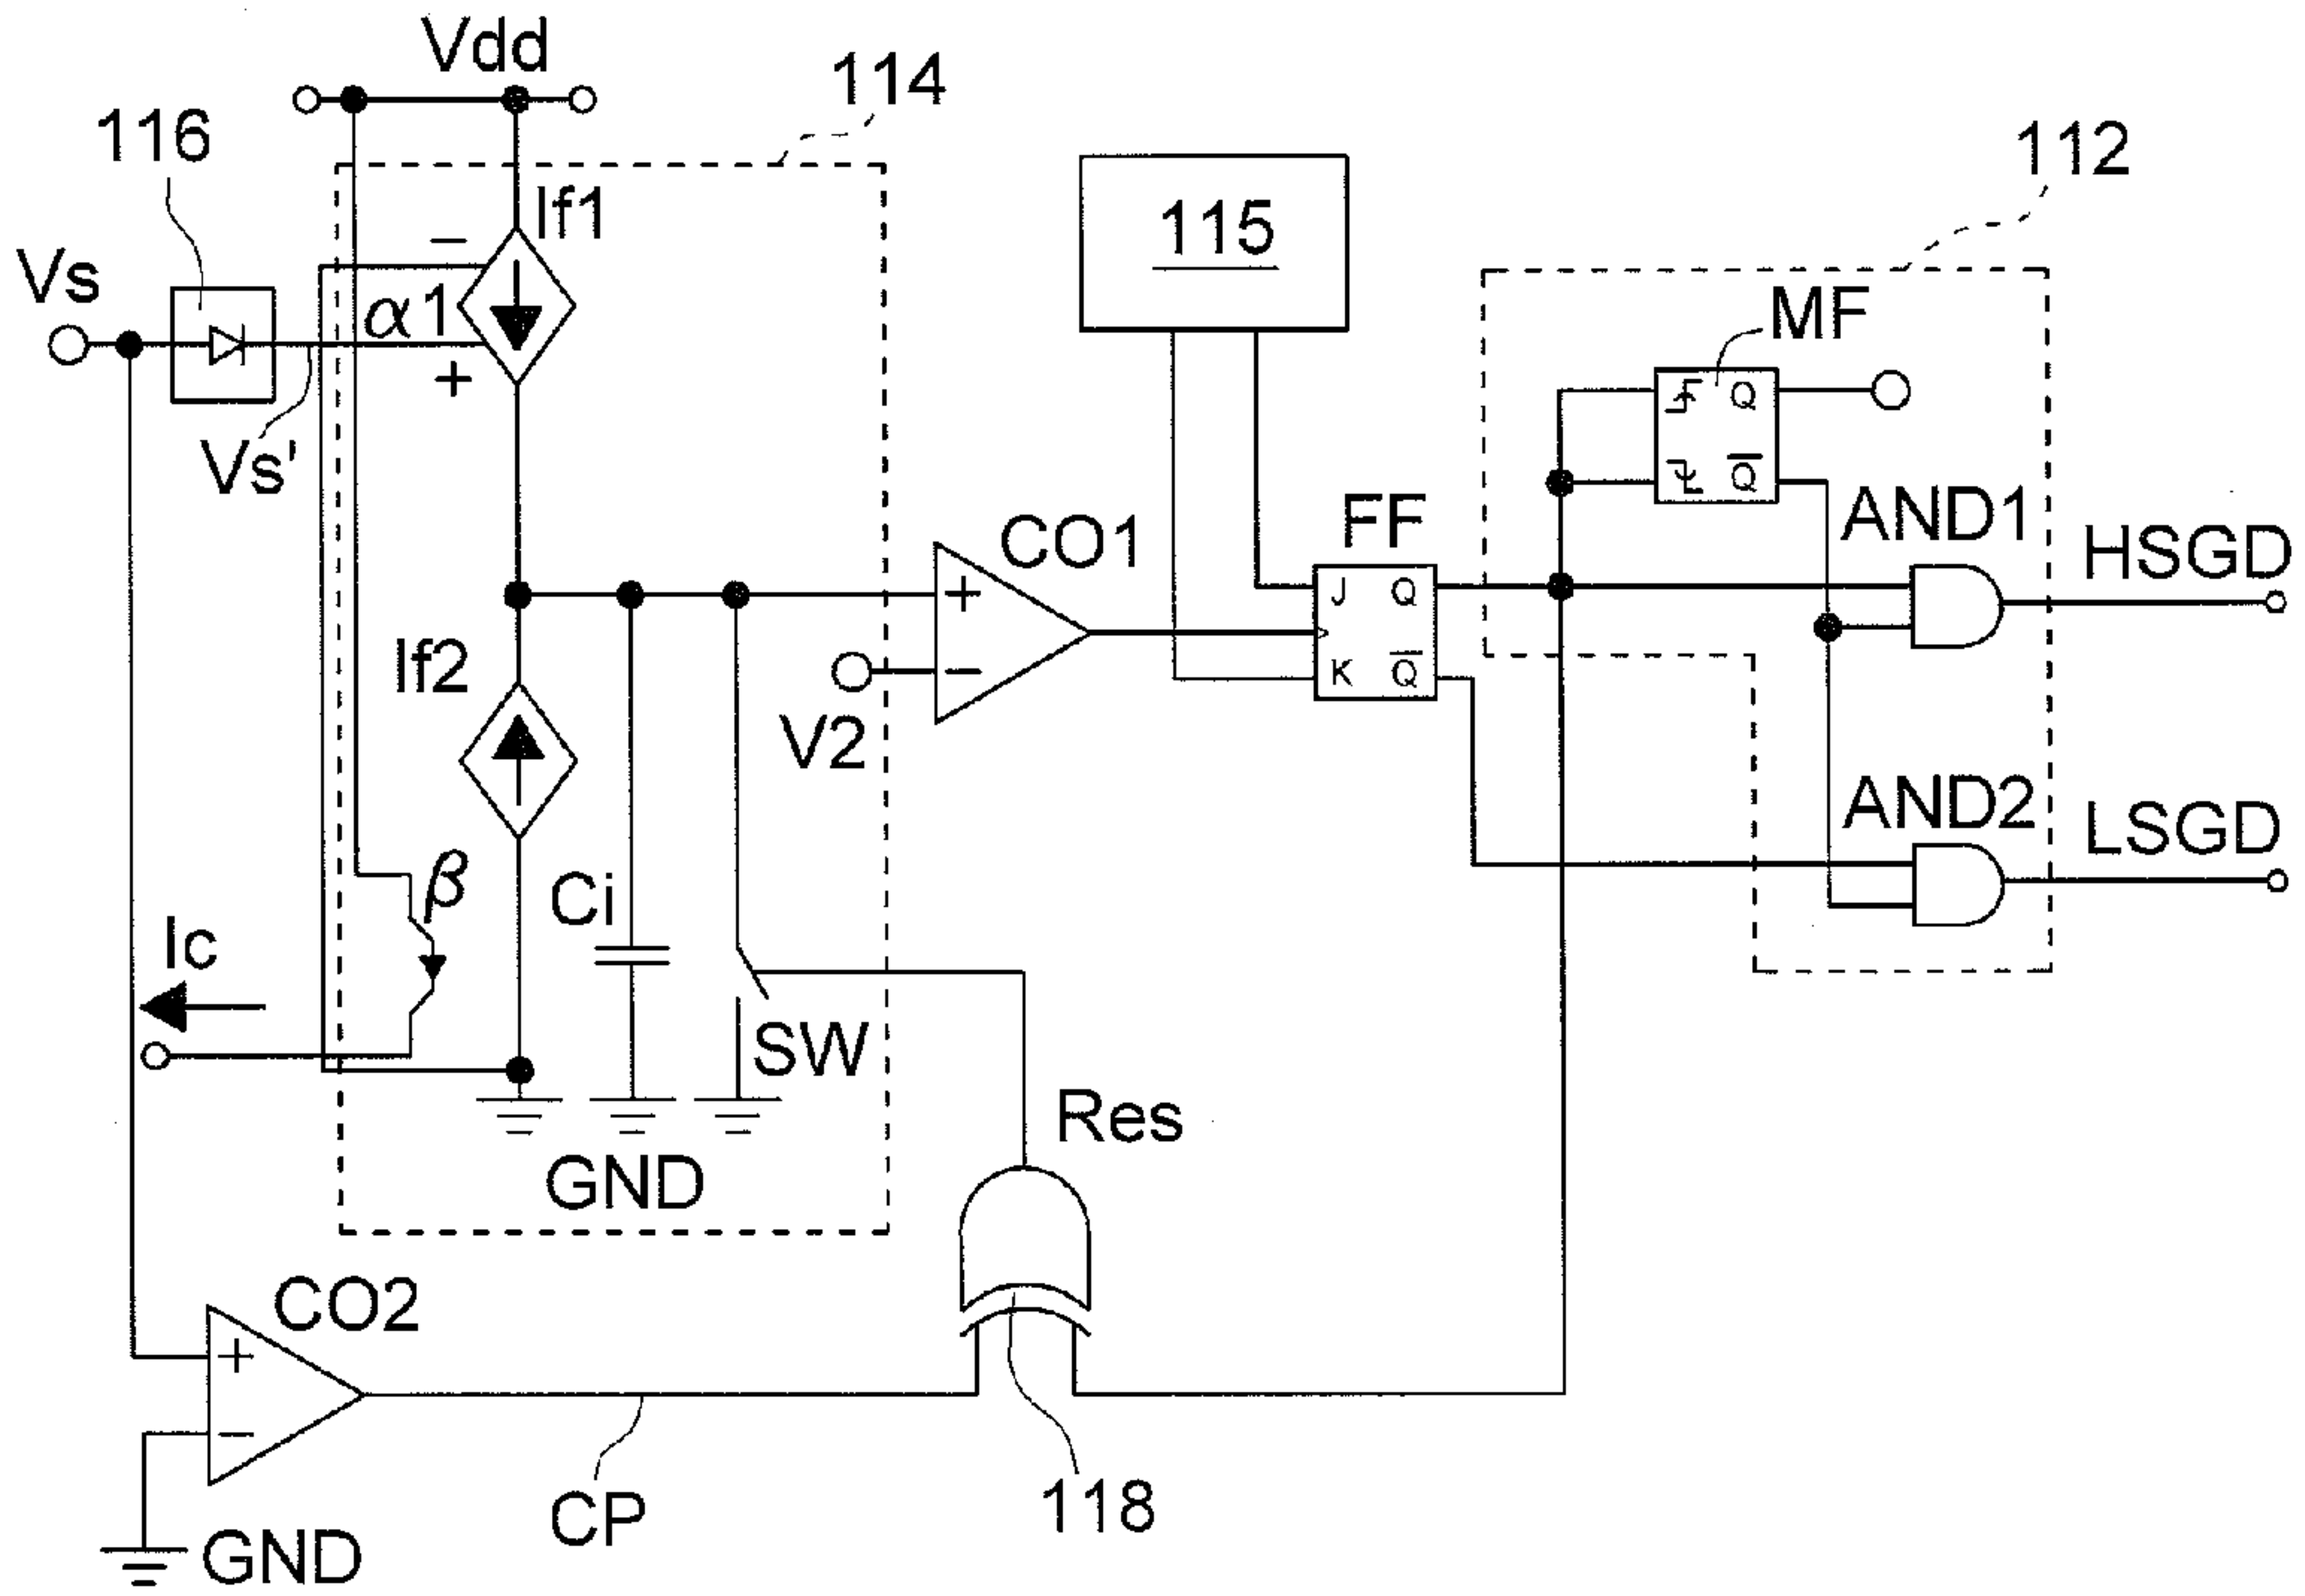 Vdd
114
116
112
If1
115
−
Vs
α1
MF
+
Q
Vs'
Q̅
AND1
FF
CO1
HSGD
J Q
+
If2
−
K Q̅
V2
AND2
LSGD
β
Ci
Ic
SW
Res
GND
CO2
+
−
118
CP
GND